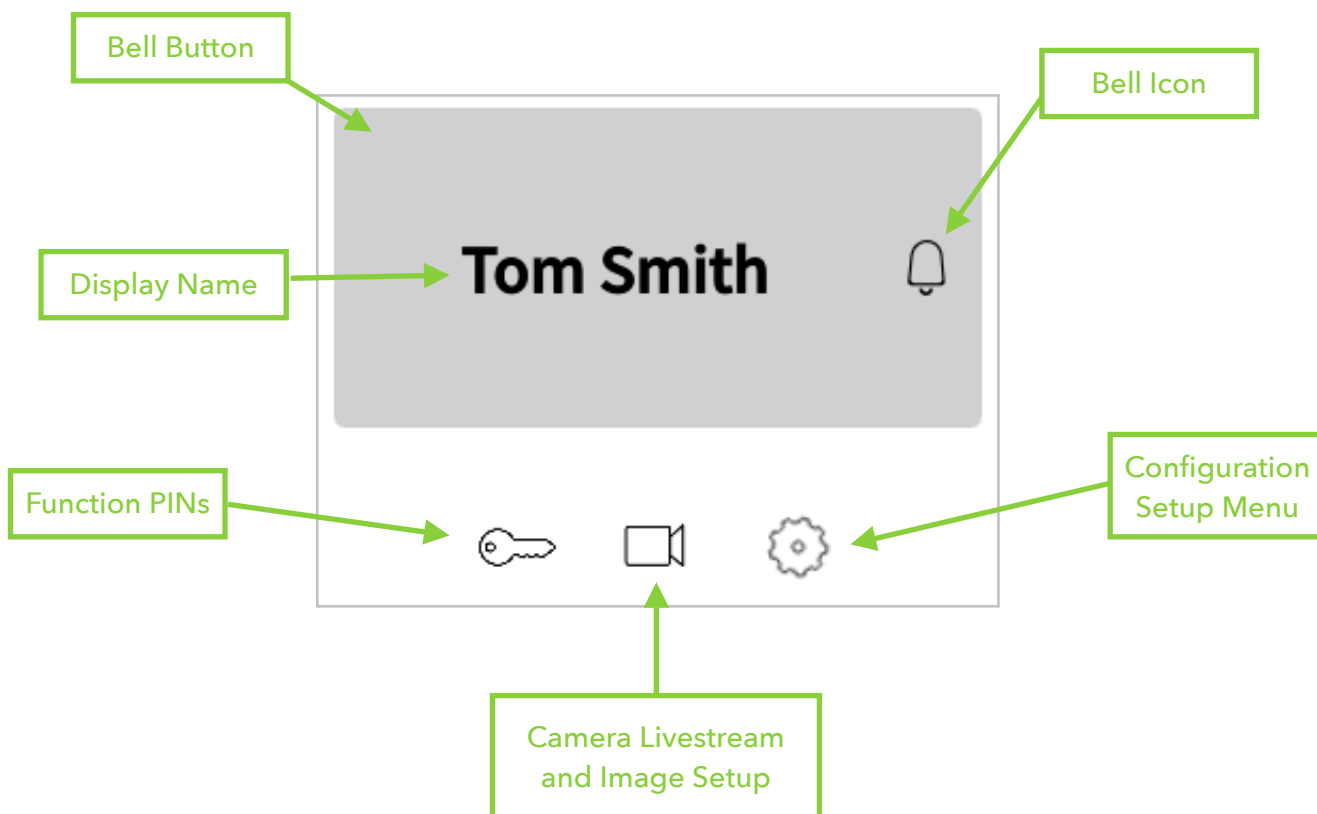 Bell Button
Bell Icon
Tom Smith
Display Name
Function PINs
Configuration
Setup Menu
Camera Livestream
and Image Setup